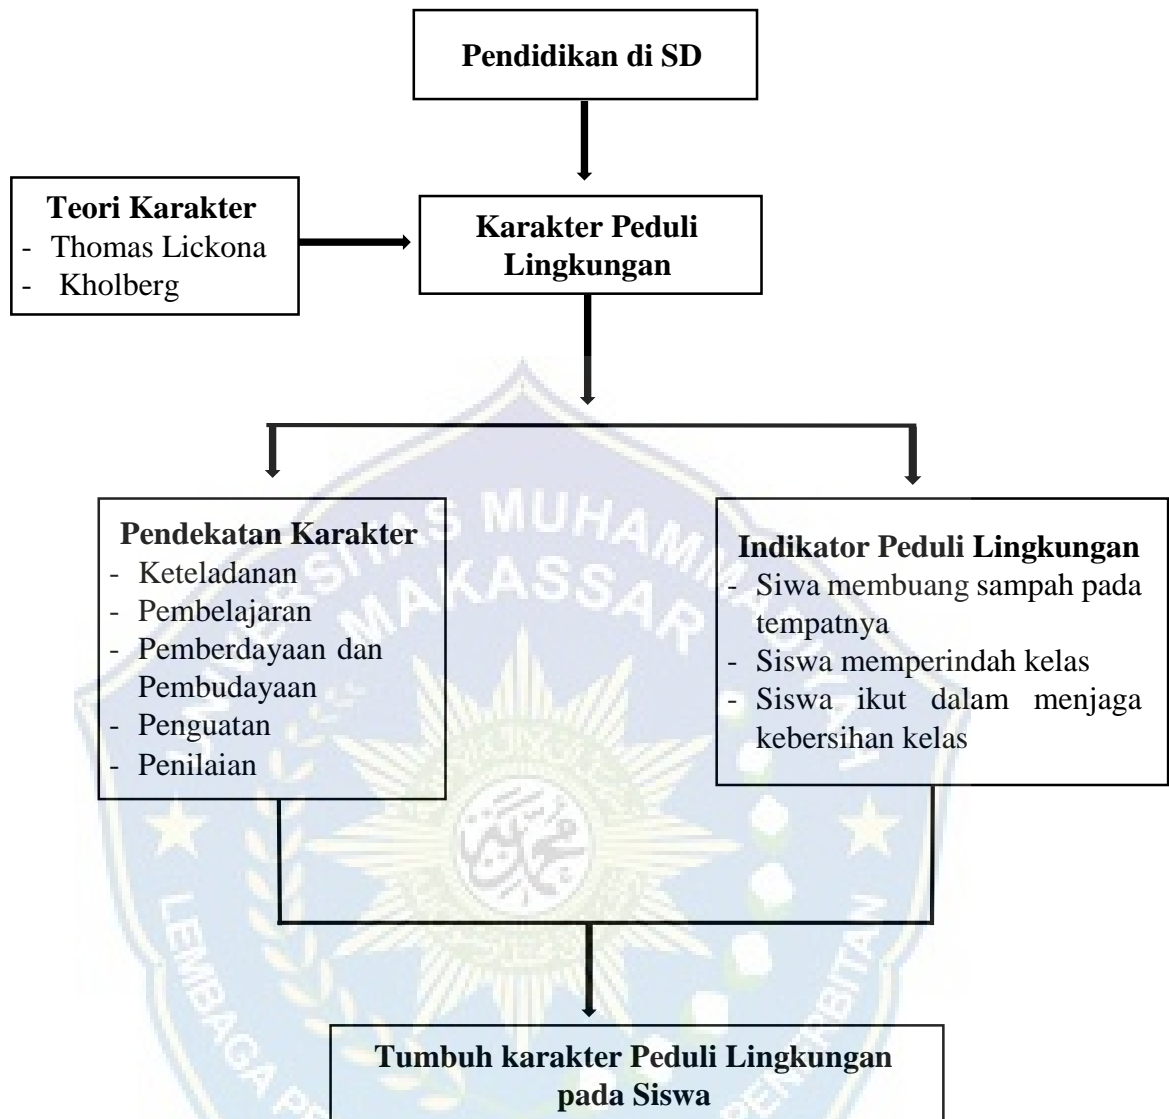 Pendidikan di SD
Teori Karakter
- Thomas Lickona
- Kholberg
Karakter Peduli
Lingkungan
Pendekatan Karakter
- Keteladanan
- Pembelajaran
- Pemberdayaan dan
Pembudayaan
- Penguatan
- Penilaian
Indikator Peduli Lingkungan
- Siwa membuang sampah pada
tempatnya
- Siswa memperindah kelas
- Siswa ikut dalam menjaga
kebersihan kelas
Tumbuh karakter Peduli Lingkungan
pada Siswa
MAKASSAR